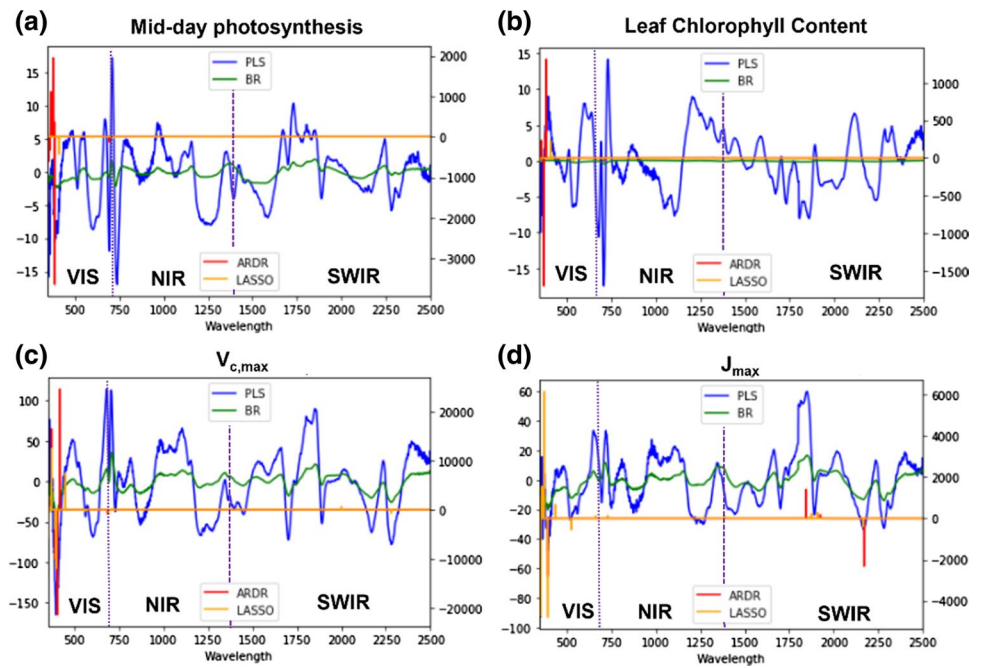 (a)
Mid-day photosynthesis
15
10
5
0
−5
−10
−15
2000
1000
0
−1000
−2000
−3000
PLS
BR
ARDR
LASSO
VIS
NIR
SWIR
500 750 1000 1250 1500 1750 2000 2250 2500
Wavelength
(b)
Leaf Chlorophyll Content
15
10
5
0
−5
−10
−15
1000
500
0
−500
−1000
−1500
PLS
BR
ARDR
LASSO
VIS
NIR
SWIR
500 750 1000 1250 1500 1750 2000 2250 2500
Wavelength
(c)
Vc,max
100
50
0
−50
−100
−150
20000
10000
0
−10000
−20000
PLS
BR
ARDR
LASSO
VIS
NIR
SWIR
500 750 1000 1250 1500 1750 2000 2250 2500
Wavelength
(d)
Jmax
60
40
20
0
−20
−40
−60
−80
−100
6000
4000
2000
0
−2000
−4000
PLS
BR
ARDR
LASSO
VIS
NIR
SWIR
500 750 1000 1250 1500 1750 2000 2250 2500
Wavelength